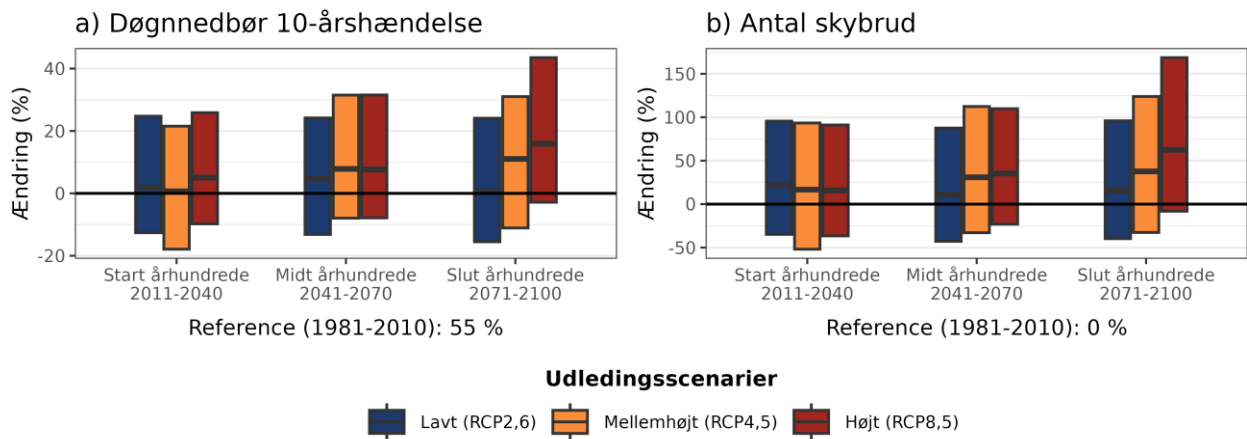 a) Døgnnedbør 10-årshændelse
Ændring (%)
40
20
0
-20
Start århundrede
2011-2040
Midt århundrede
2041-2070
Slut århundrede
2071-2100
Reference (1981-2010): 55 %
b) Antal skybrud
Ændring (%)
150
100
50
0
-50
Start århundrede
2011-2040
Midt århundrede
2041-2070
Slut århundrede
2071-2100
Reference (1981-2010): 0 %
Udledingsscenarier
Lavt (RCP2,6)
Mellemhøjt (RCP4,5)
Højt (RCP8,5)